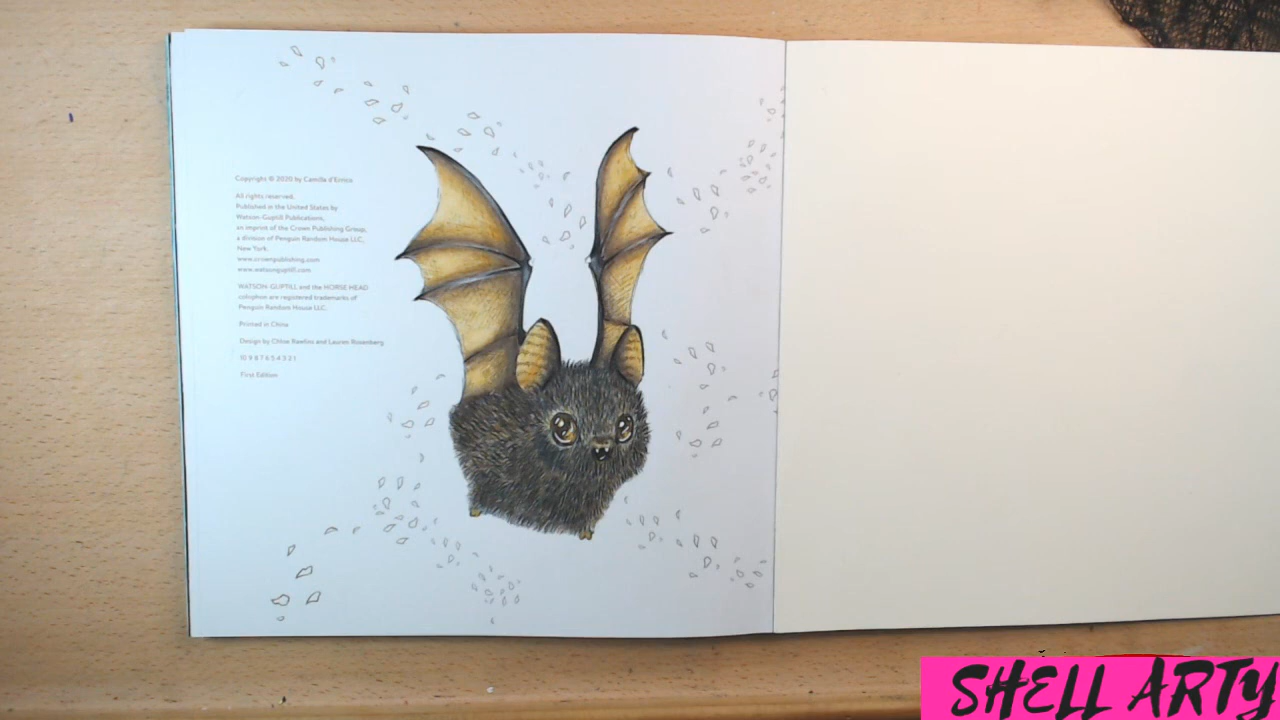 Copyright © 2020 by Camilla d'Errico
All rights reserved.
Published in the United States by
Watson-Guptill Publications,
an imprint of the Crown Publishing Group,
a division of Penguin Random House LLC,
New York.
www.crownpublishing.com
www.watsonguptill.com
WATSON-GUPTILL and the HORSE HEAD
colophon are registered trademarks of
Penguin Random House LLC.
Printed in China
Design by Chloe Rawlins and Lauren Rosenberg
10 9 8 7 6 5 4 3 2 1
First Edition
SHELL ARTY